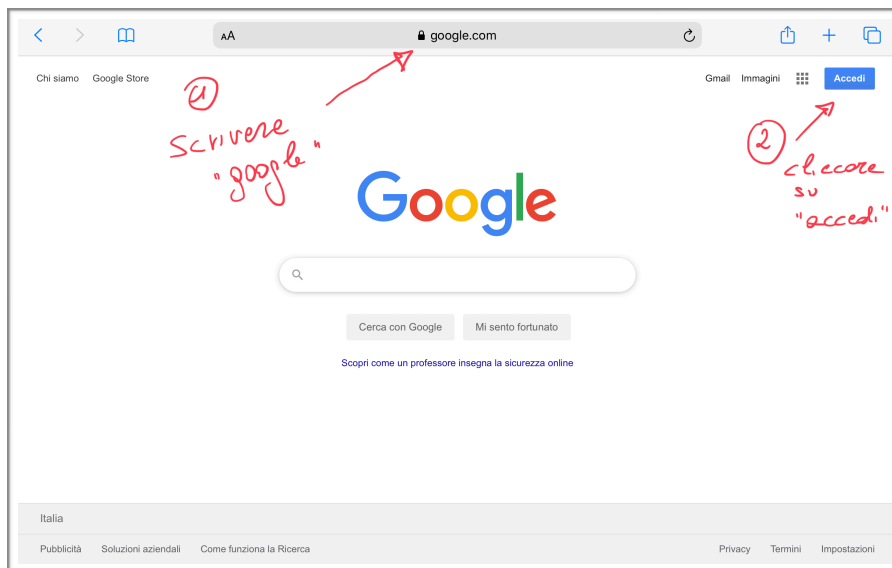 AA google.com
Chi siamo Google Store Gmail Immagini Accedi
1
scrivere
"google"
2
cliccare
su
"accedi"
Google
Cerca con Google Mi sento fortunato
Scopri come un professore insegna la sicurezza online
Italia
Pubblicità Soluzioni aziendali Come funziona la Ricerca Privacy Termini Impostazioni